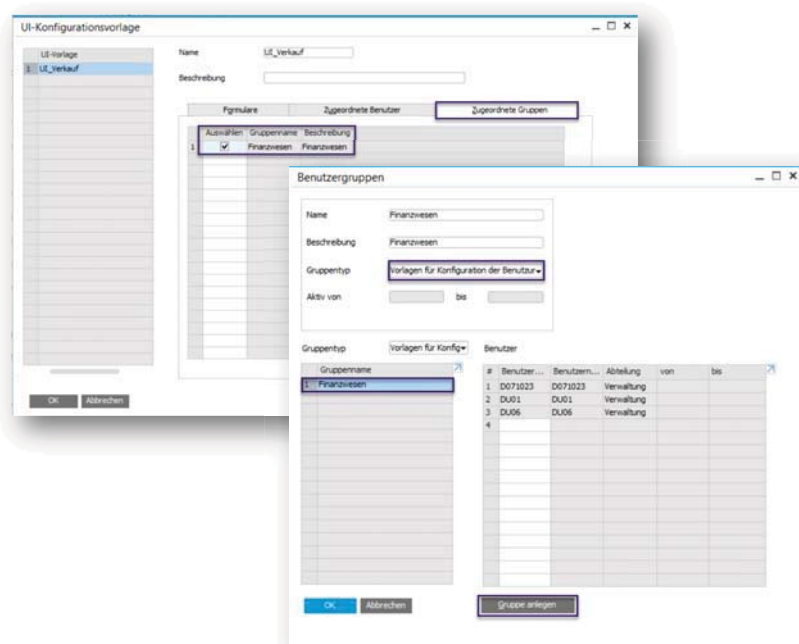 UI-Konfigurationsvorlage
UI-Vorlage
1 UI_Verkauf
Name UI_Verkauf
Beschreibung
Formulare Zugeordnete Benutzer Zugeordnete Gruppen
Auswählen Gruppenname Beschreibung
1 Finanzwesen Finanzwesen
OK Abbrechen
Benutzergruppen
Name Finanzwesen
Beschreibung Finanzwesen
Gruppentyp Vorlagen für Konfiguration der Benutzur
Aktiv von bis
Gruppentyp Vorlagen für Konfig
Benutzer
Gruppenname
1 Finanzwesen
# Benutzer... Benutzern... Abteilung von bis
1 D071023 D071023 Verwaltung
2 DU01 DU01 Verwaltung
3 DU06 DU06 Verwaltung
4
OK Abbrechen Gruppe anlegen